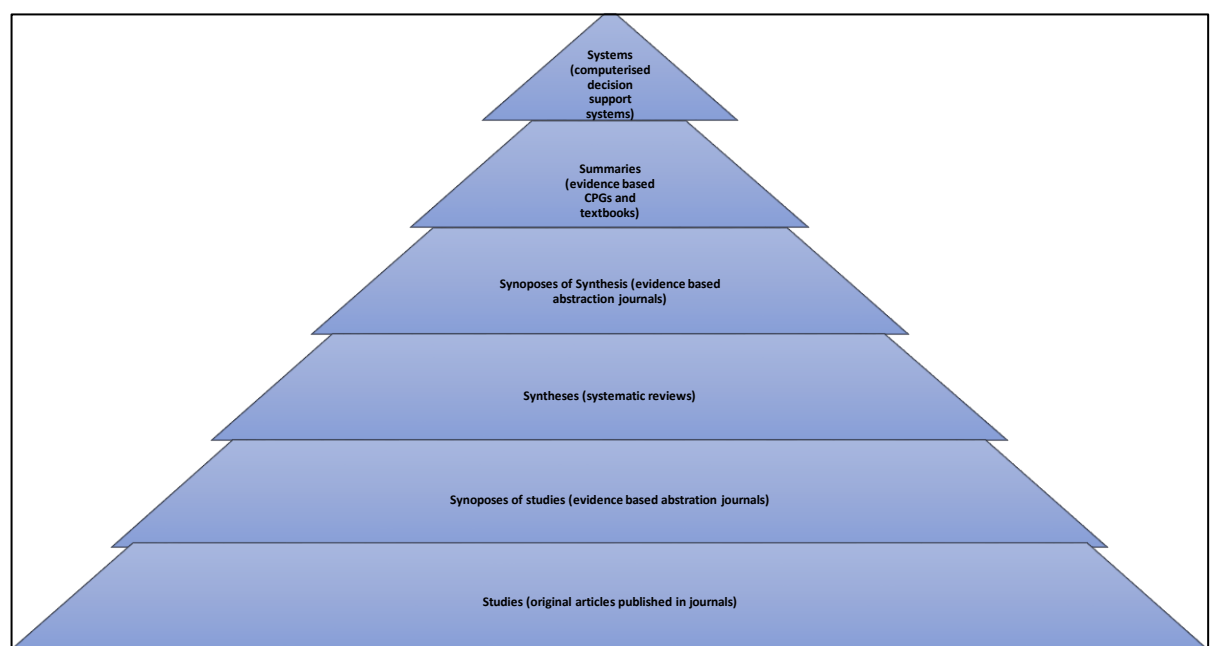 Systems
(computerised
decision
support
systems)
Summaries
(evidence based
CPGs and
textbooks)
Synoposes of Synthesis (evidence based
abstraction journals)
Syntheses (systematic reviews)
Synoposes of studies (evidence based abstration journals)
Studies (original articles published in journals)